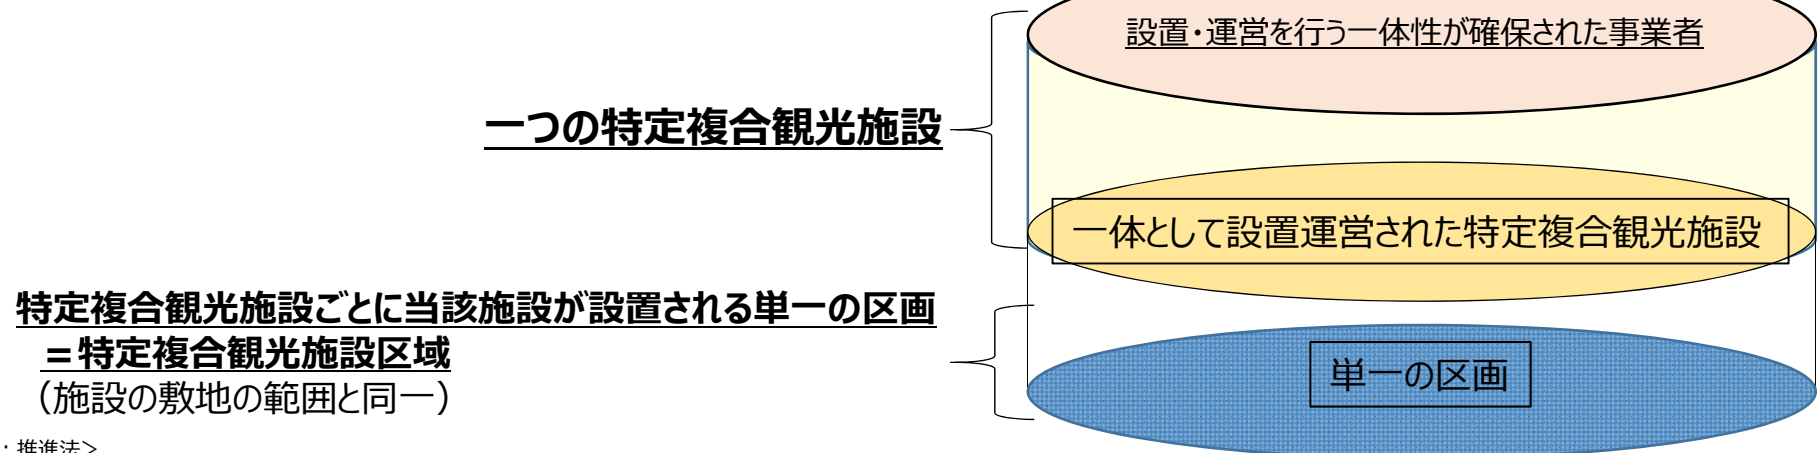 設置・運営を行う一体性が確保された事業者
一つの特定複合観光施設
一体として設置運営された特定複合観光施設
特定複合観光施設ごとに当該施設が設置される単一の区画
＝特定複合観光施設区域
（施設の敷地の範囲と同一）
単一の区画
：推進法＞